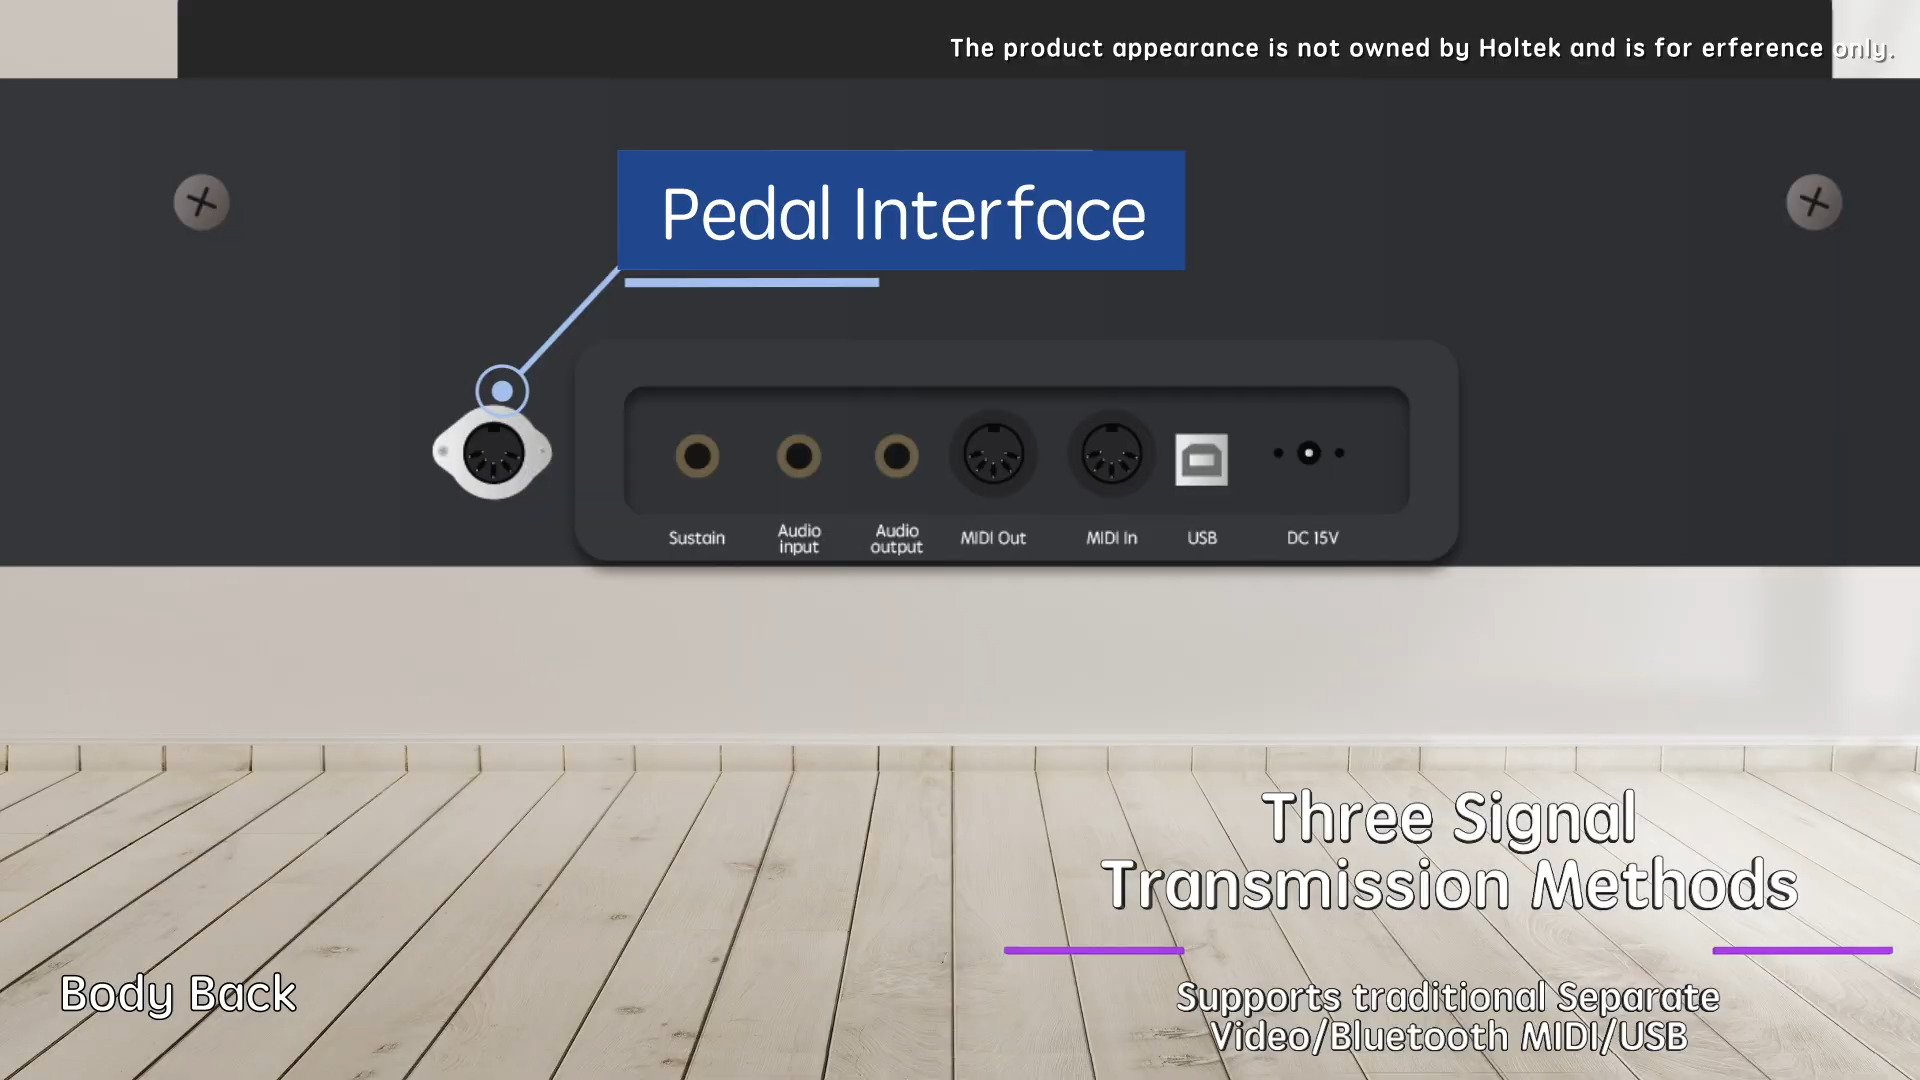 The product appearance is not owned by Holtek and is for erference only.
Pedal Interface
Sustain
Audio
input
Audio
output
MIDI Out
MIDI In
USB
DC 15V
Three Signal
Transmission Methods
Body Back
Supports traditional Separate
Video/Bluetooth MIDI/USB